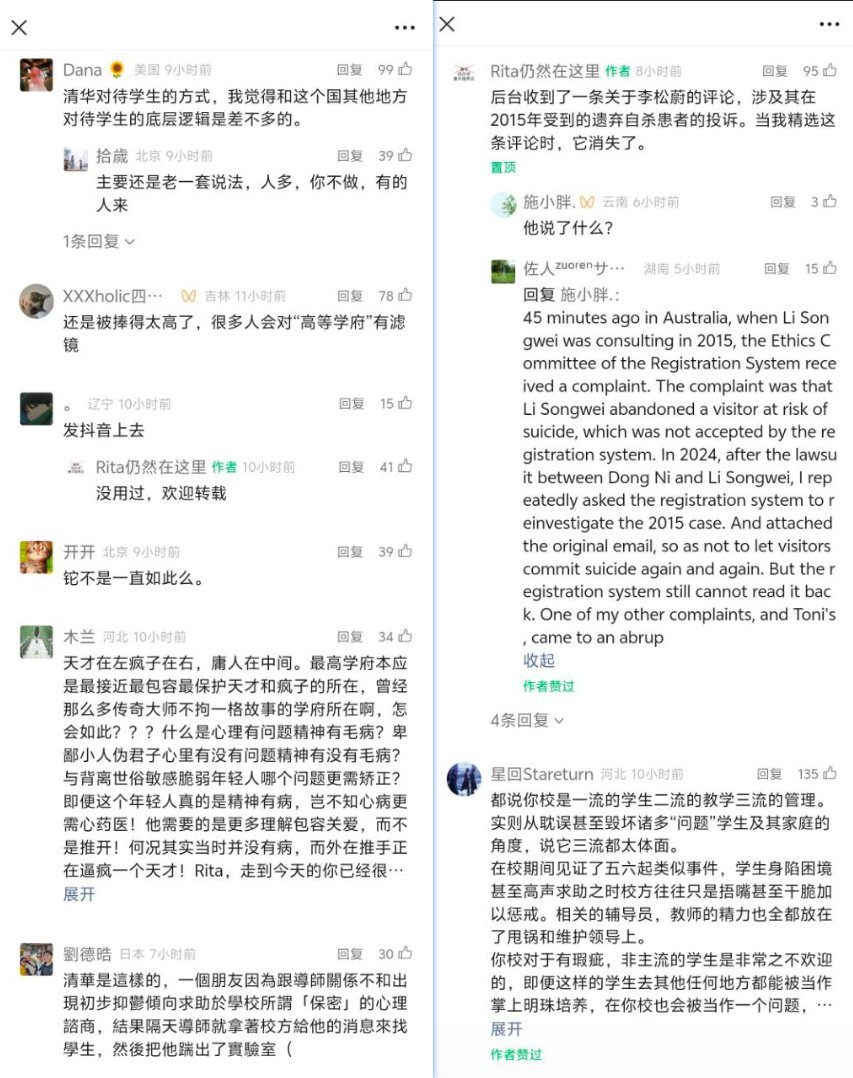 Dana 🌻 美国 9小时前 回复 99
清华对待学生的方式，我觉得和这个国其他地方
对待学生的底层逻辑是差不多的。
拾歲 北京 9小时前 回复 39
主要还是老一套说法，人多，你不做，有的
人来
1条回复
XXXholic四… 吉林 11小时前 回复 78
还是被捧得太高了，很多人会对“高等学府”有滤
镜
。 辽宁 10小时前 回复 15
发抖音上去
Rita仍然在这里 作者 10小时前 回复 41
没用过，欢迎转载
开开 北京 9小时前 回复 39
铊不是一直如此么。
木兰 河北 10小时前 回复 34
天才在左疯子在右，庸人在中间。最高学府本应
是最接近最包容最保护天才和疯子的所在，曾经
那么多传奇大师不拘一格故事的学府所在啊，怎
会如此？？？什么是心理有问题精神有毛病？卑
鄙小人伪君子心里有没有问题精神有没有毛病？
与背离世俗敏感脆弱年轻人哪个问题更需矫正？
即便这个年轻人真的是精神有病，岂不知心病更
需心药医！他需要的是更多理解包容关爱，而不
是推开！何况其实当时并没有病，而外在推手正
在逼疯一个天才！Rita，走到今天的你已经很…
展开
劉德晧 日本 7小时前 回复 30
清華是這樣的，一個朋友因為跟導師關係不和出
現初步抑鬱傾向求助於學校所謂「保密」的心理
諮商，結果隔天導師就拿著校方給他的消息來找
學生，然後把他踹出了實驗室（
Rita仍然在这里 作者 8小时前 回复 95
后台收到了一条关于李松蔚的评论，涉及其在
2015年受到的遗弃自杀患者的投诉。当我精选这
条评论时，它消失了。
置顶
施小胖. 云南 6小时前 回复 3
他说了什么？
佐人zuorenサ… 湖南 5小时前 回复 15
回复 施小胖.：
45 minutes ago in Australia, when Li Son
gwei was consulting in 2015, the Ethics C
ommittee of the Registration System rece
ived a complaint. The complaint was that
Li Songwei abandoned a visitor at risk of
suicide, which was not accepted by the re
gistration system. In 2024, after the lawsu
it between Dong Ni and Li Songwei, I rep
eatedly asked the registration system to r
einvestigate the 2015 case. And attached
the original email, so as not to let visitors
commit suicide again and again. But the r
egistration system still cannot read it bac
k. One of my other complaints, and Toni's
, came to an abrup
收起
作者赞过
4条回复
星回Stareturn 河北 10小时前 回复 135
都说你校是一流的学生二流的教学三流的管理。
实则从耽误甚至毁坏诸多“问题”学生及其家庭的
角度，说它三流都太体面。
在校期间见证了五六起类似事件，学生身陷困境
甚至高声求助之时校方往往只是捂嘴甚至干脆加
以惩戒。相关的辅导员，教师的精力也全都放在
了甩锅和维护领导上。
你校对于有瑕疵，非主流的学生是非常之不欢迎
的，即便这样的学生去其他任何地方都能被当作
掌上明珠培养，在你校也会被当作一个问题，…
展开
作者赞过